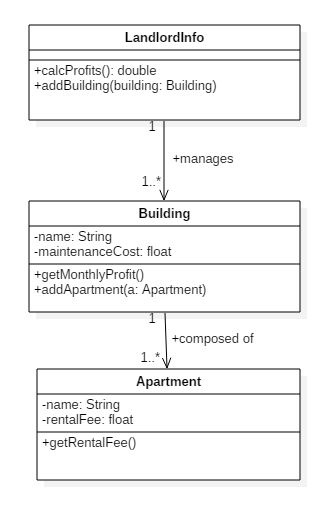 LandlordInfo
+calcProfits(): double
+addBuilding(building: Building)
1
+manages
1..*
Building
-name: String
-maintenanceCost: float
+getMonthlyProfit()
+addApartment(a: Apartment)
1
+composed of
1..*
Apartment
-name: String
-rentalFee: float
+getRentalFee()